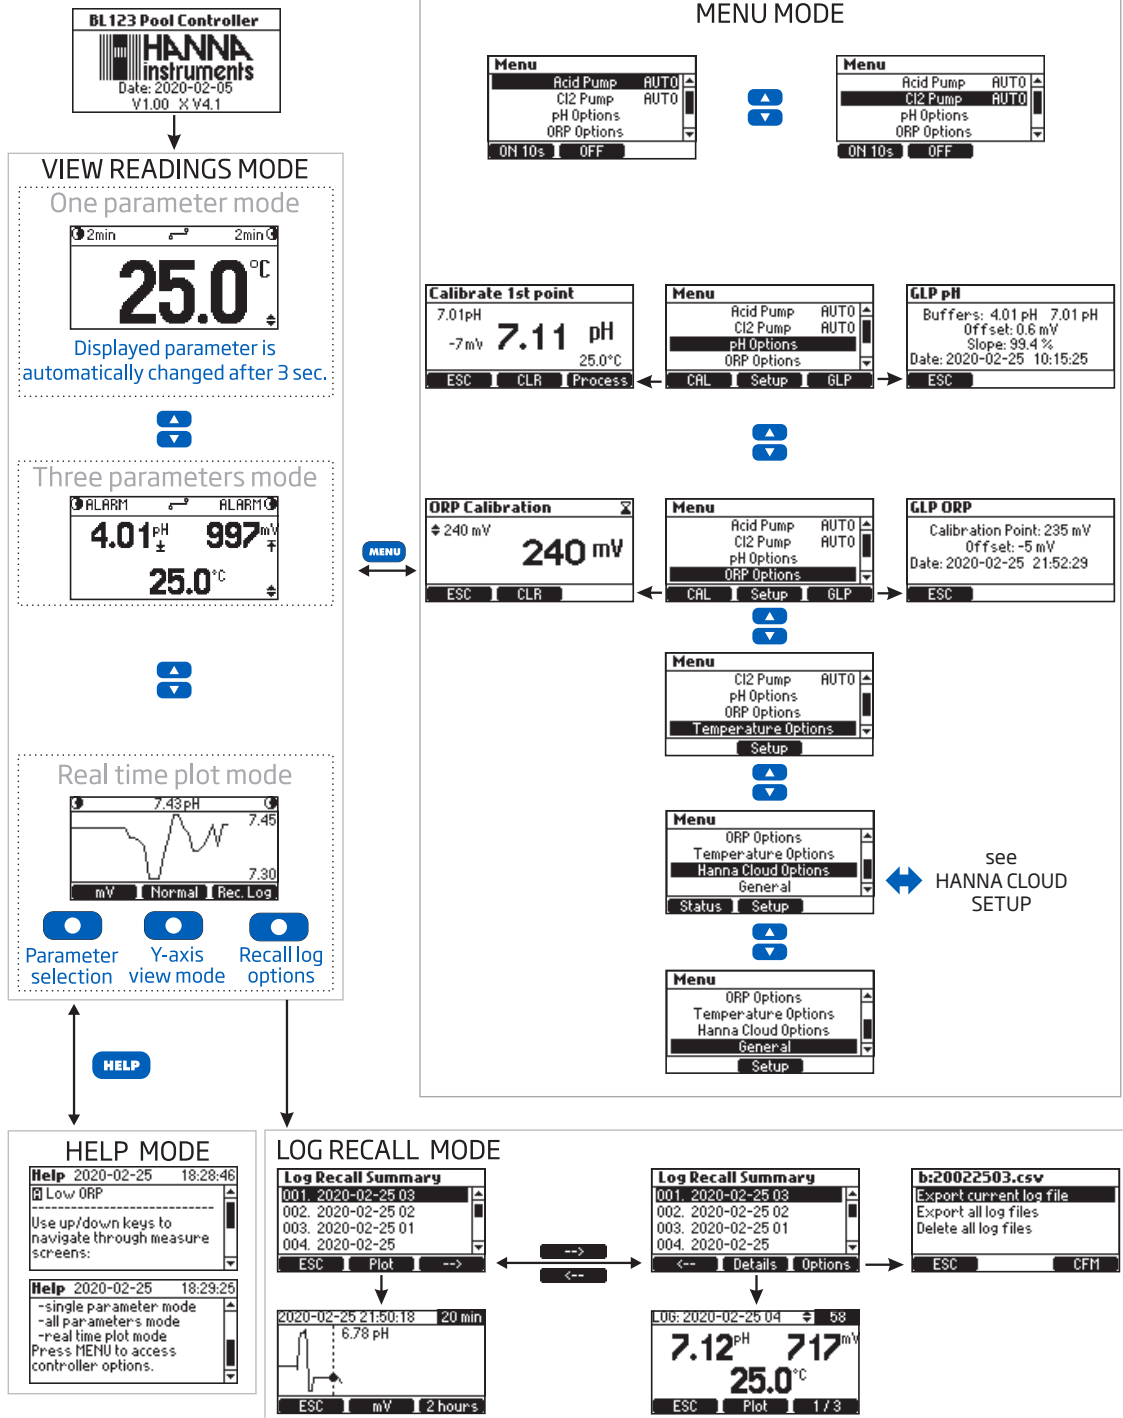 BL123 Pool Controller
HANNA
instruments
Date: 2020-02-05
V1.00 X V4.1
VIEW READINGS MODE
One parameter mode
2min
2min
25.0 °C
Displayed parameter is
automatically changed after 3 sec.
Three parameters mode
ALARM
ALARM
4.01 pH
997 mV
25.0 °C
Real time plot mode
7.43 pH
7.45
7.30
mV
Normal
Rec. Log
Parameter
selection
Y-axis
view mode
Recall log
options
MENU
HELP
MENU MODE
Menu
Acid Pump AUTO
Cl2 Pump AUTO
pH Options
ORP Options
ON 10s
OFF
Menu
Acid Pump AUTO
Cl2 Pump AUTO
pH Options
ORP Options
ON 10s
OFF
Calibrate 1st point
7.01pH
-7mV
7.11 pH
25.0°C
ESC
CLR
Process
Menu
Acid Pump AUTO
Cl2 Pump AUTO
pH Options
ORP Options
CAL
Setup
GLP
GLP pH
Buffers: 4.01 pH 7.01 pH
Offset: 0.6 mV
Slope: 99.4 %
Date: 2020-02-25 10:15:25
ESC
ORP Calibration
240 mV
240 mV
ESC
CLR
Menu
Acid Pump AUTO
Cl2 Pump AUTO
pH Options
ORP Options
CAL
Setup
GLP
GLP ORP
Calibration Point: 235 mV
Offset: -5 mV
Date: 2020-02-25 21:52:29
ESC
Menu
Cl2 Pump AUTO
pH Options
ORP Options
Temperature Options
Setup
Menu
ORP Options
Temperature Options
Hanna Cloud Options
General
Status
Setup
see
HANNA CLOUD
SETUP
Menu
ORP Options
Temperature Options
Hanna Cloud Options
General
Setup
HELP MODE
Help 2020-02-25 18:28:46
Low ORP
Use up/down keys to
navigate through measure
screens:
Help 2020-02-25 18:29:25
-single parameter mode
-all parameters mode
-real time plot mode
Press MENU to access
controller options.
LOG RECALL MODE
Log Recall Summary
001. 2020-02-25 03
002. 2020-02-25 02
003. 2020-02-25 01
004. 2020-02-25
ESC
Plot
-->
-->
<--
Log Recall Summary
001. 2020-02-25 03
002. 2020-02-25 02
003. 2020-02-25 01
004. 2020-02-25
<--
Details
Options
b:20022503.csv
Export current log file
Export all log files
Delete all log files
ESC
CFM
2020-02-25 21:50:18 20 min
6.78 pH
ESC
mV
2 hours
LOG: 2020-02-25 04 58
7.12 pH
717 mV
25.0 °C
ESC
Plot
1 / 3